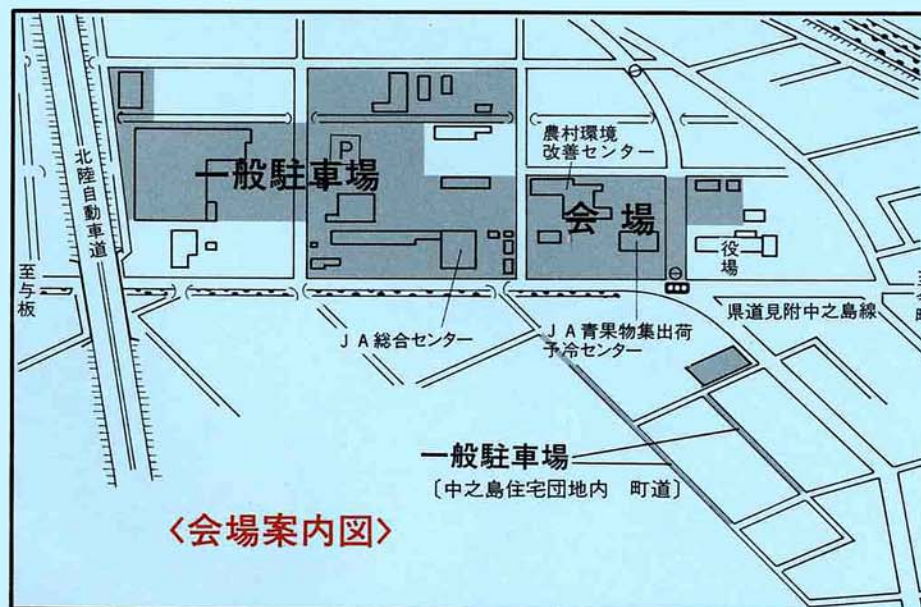 農村環境
改善センター
P
一般駐車場
会場
北陸自動車道
役場
至与板
県道見附中之島線
JA総合センター
JA青果物集出荷
予冷センター
一般駐車場
〔中之島住宅団地内 町道〕
〈会場案内図〉